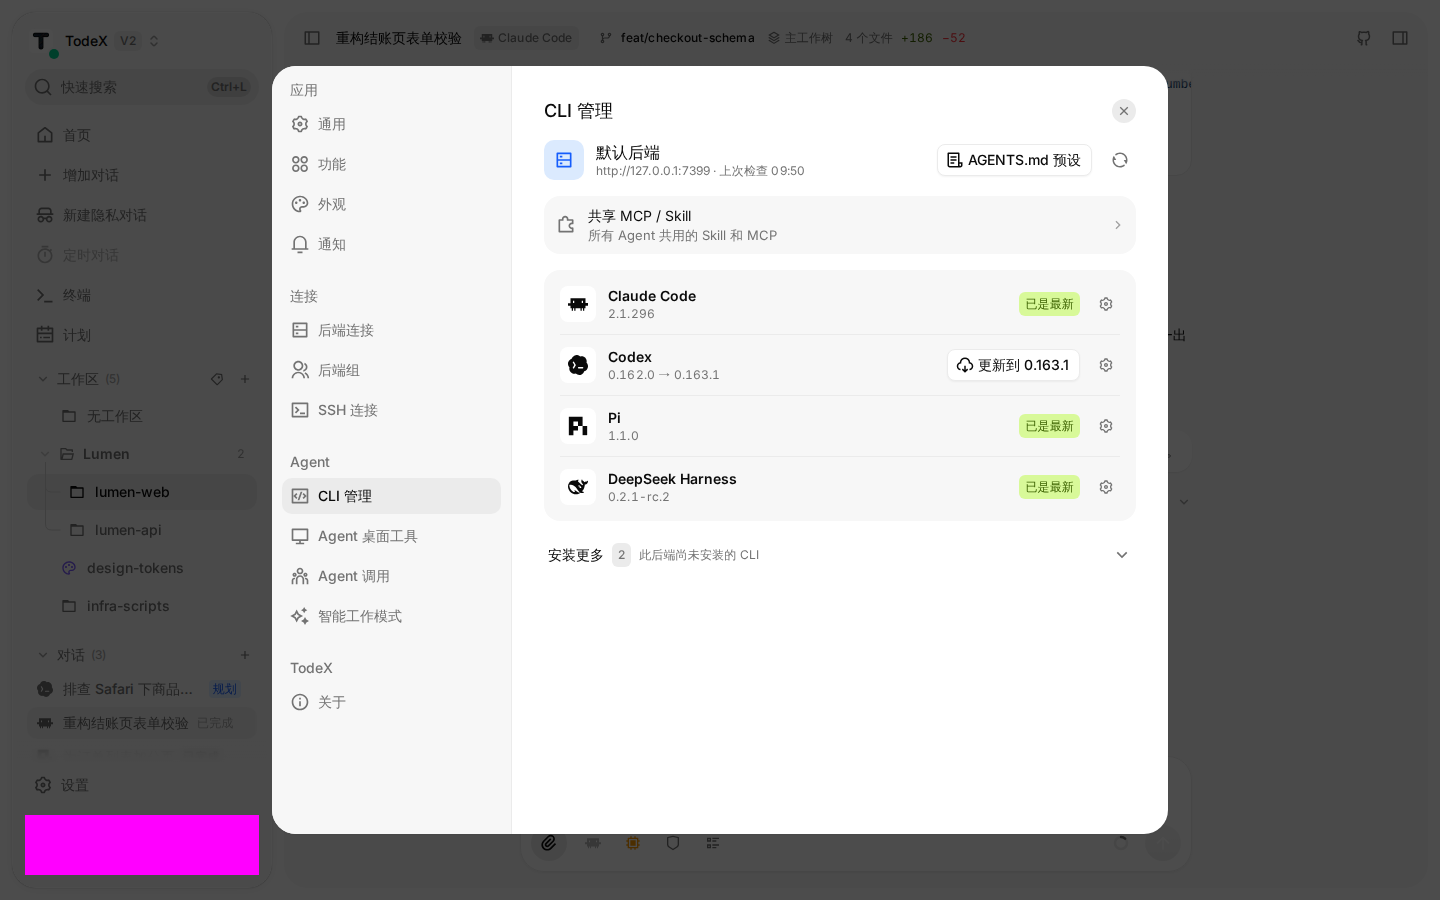 TodeX V2
快速搜索 Ctrl+L
首页
增加对话
新建隐私对话
定时对话
终端
计划
工作区 (5)
无工作区
Lumen 2
lumen-web
lumen-api
design-tokens
infra-scripts
对话 (3)
排查 Safari 下商品... 规划
重构结账页表单校验 已完成
设置
重构结账页表单校验 Claude Code feat/checkout-schema 主工作树 4 个文件 +186 −52
应用
通用
功能
外观
通知
连接
后端连接
后端组
SSH 连接
Agent
CLI 管理
Agent 桌面工具
Agent 调用
智能工作模式
TodeX
关于
CLI 管理
默认后端
http://127.0.0.1:7399 · 上次检查 09:50
AGENTS.md 预设
共享 MCP / Skill
所有 Agent 共用的 Skill 和 MCP
Claude Code
2.1.296
已是最新
Codex
0.162.0 → 0.163.1
更新到 0.163.1
Pi
1.1.0
已是最新
DeepSeek Harness
0.2.1-rc.2
已是最新
安装更多 2 此后端尚未安装的 CLI